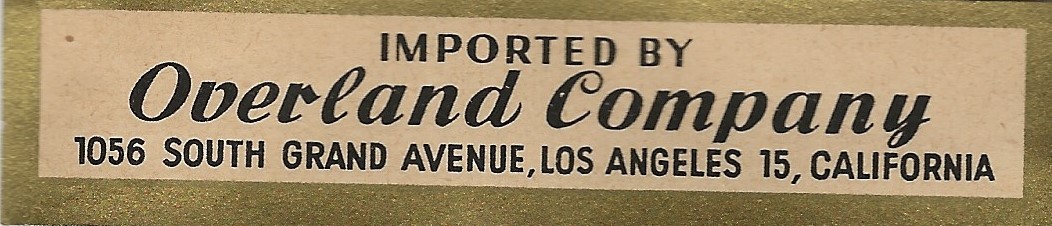 IMPORTED BY
Overland Company
1056 SOUTH GRAND AVENUE, LOS ANGELES 15, CALIFORNIA